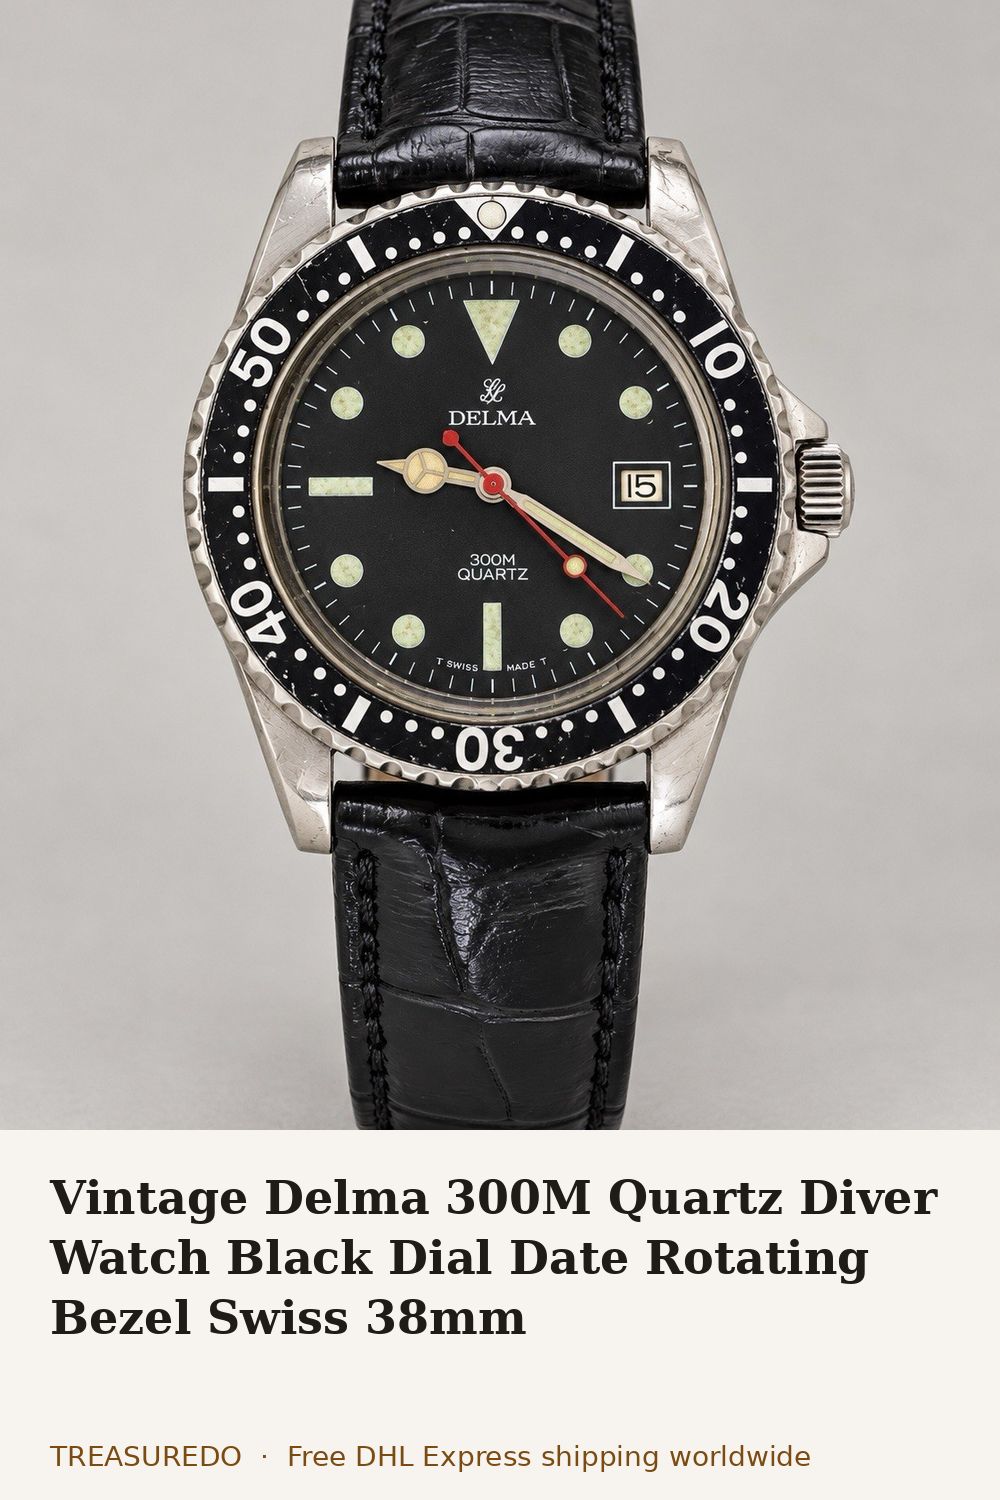 50
10
DELMA
15
300M
QUARTZ
40
20
T SWISS MADE T
30
Vintage Delma 300M Quartz Diver
Watch Black Dial Date Rotating
Bezel Swiss 38mm
TREASUREDO · Free DHL Express shipping worldwide